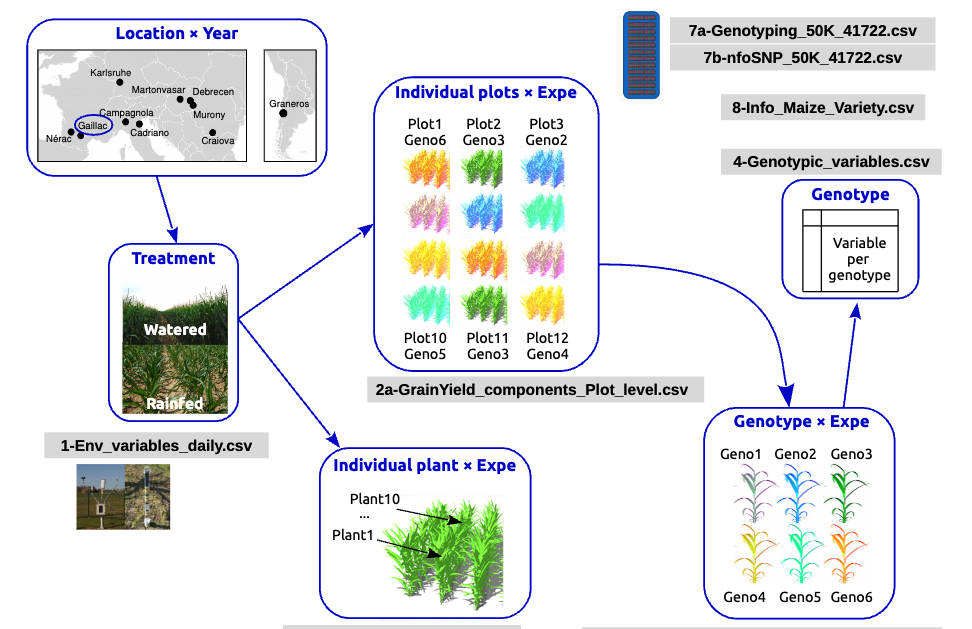 Location × Year
Karlsruhe
Martonvasar
Debrecen
Campagnola
Murony
Gaillac
Cadriano
Nérac
Craiova
Graneros
7a-Genotyping_50K_41722.csv
7b-nfoSNP_50K_41722.csv
8-Info_Maize_Variety.csv
4-Genotypic_variables.csv
Individual plots × Expe
Plot1 Plot2 Plot3
Geno6 Geno3 Geno2
Plot10 Plot11 Plot12
Geno5 Geno3 Geno4
2a-GrainYield_components_Plot_level.csv
Genotype
Variable
per
genotype
Treatment
Watered
Rainfed
1-Env_variables_daily.csv
Individual plant × Expe
Plant10
...
Plant1
Genotype × Expe
Geno1 Geno2 Geno3
Geno4 Geno5 Geno6